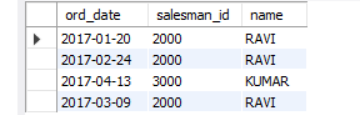 ord_date salesman_id name
2017-01-20 2000 RAVI
2017-02-24 2000 RAVI
2017-04-13 3000 KUMAR
2017-03-09 2000 RAVI